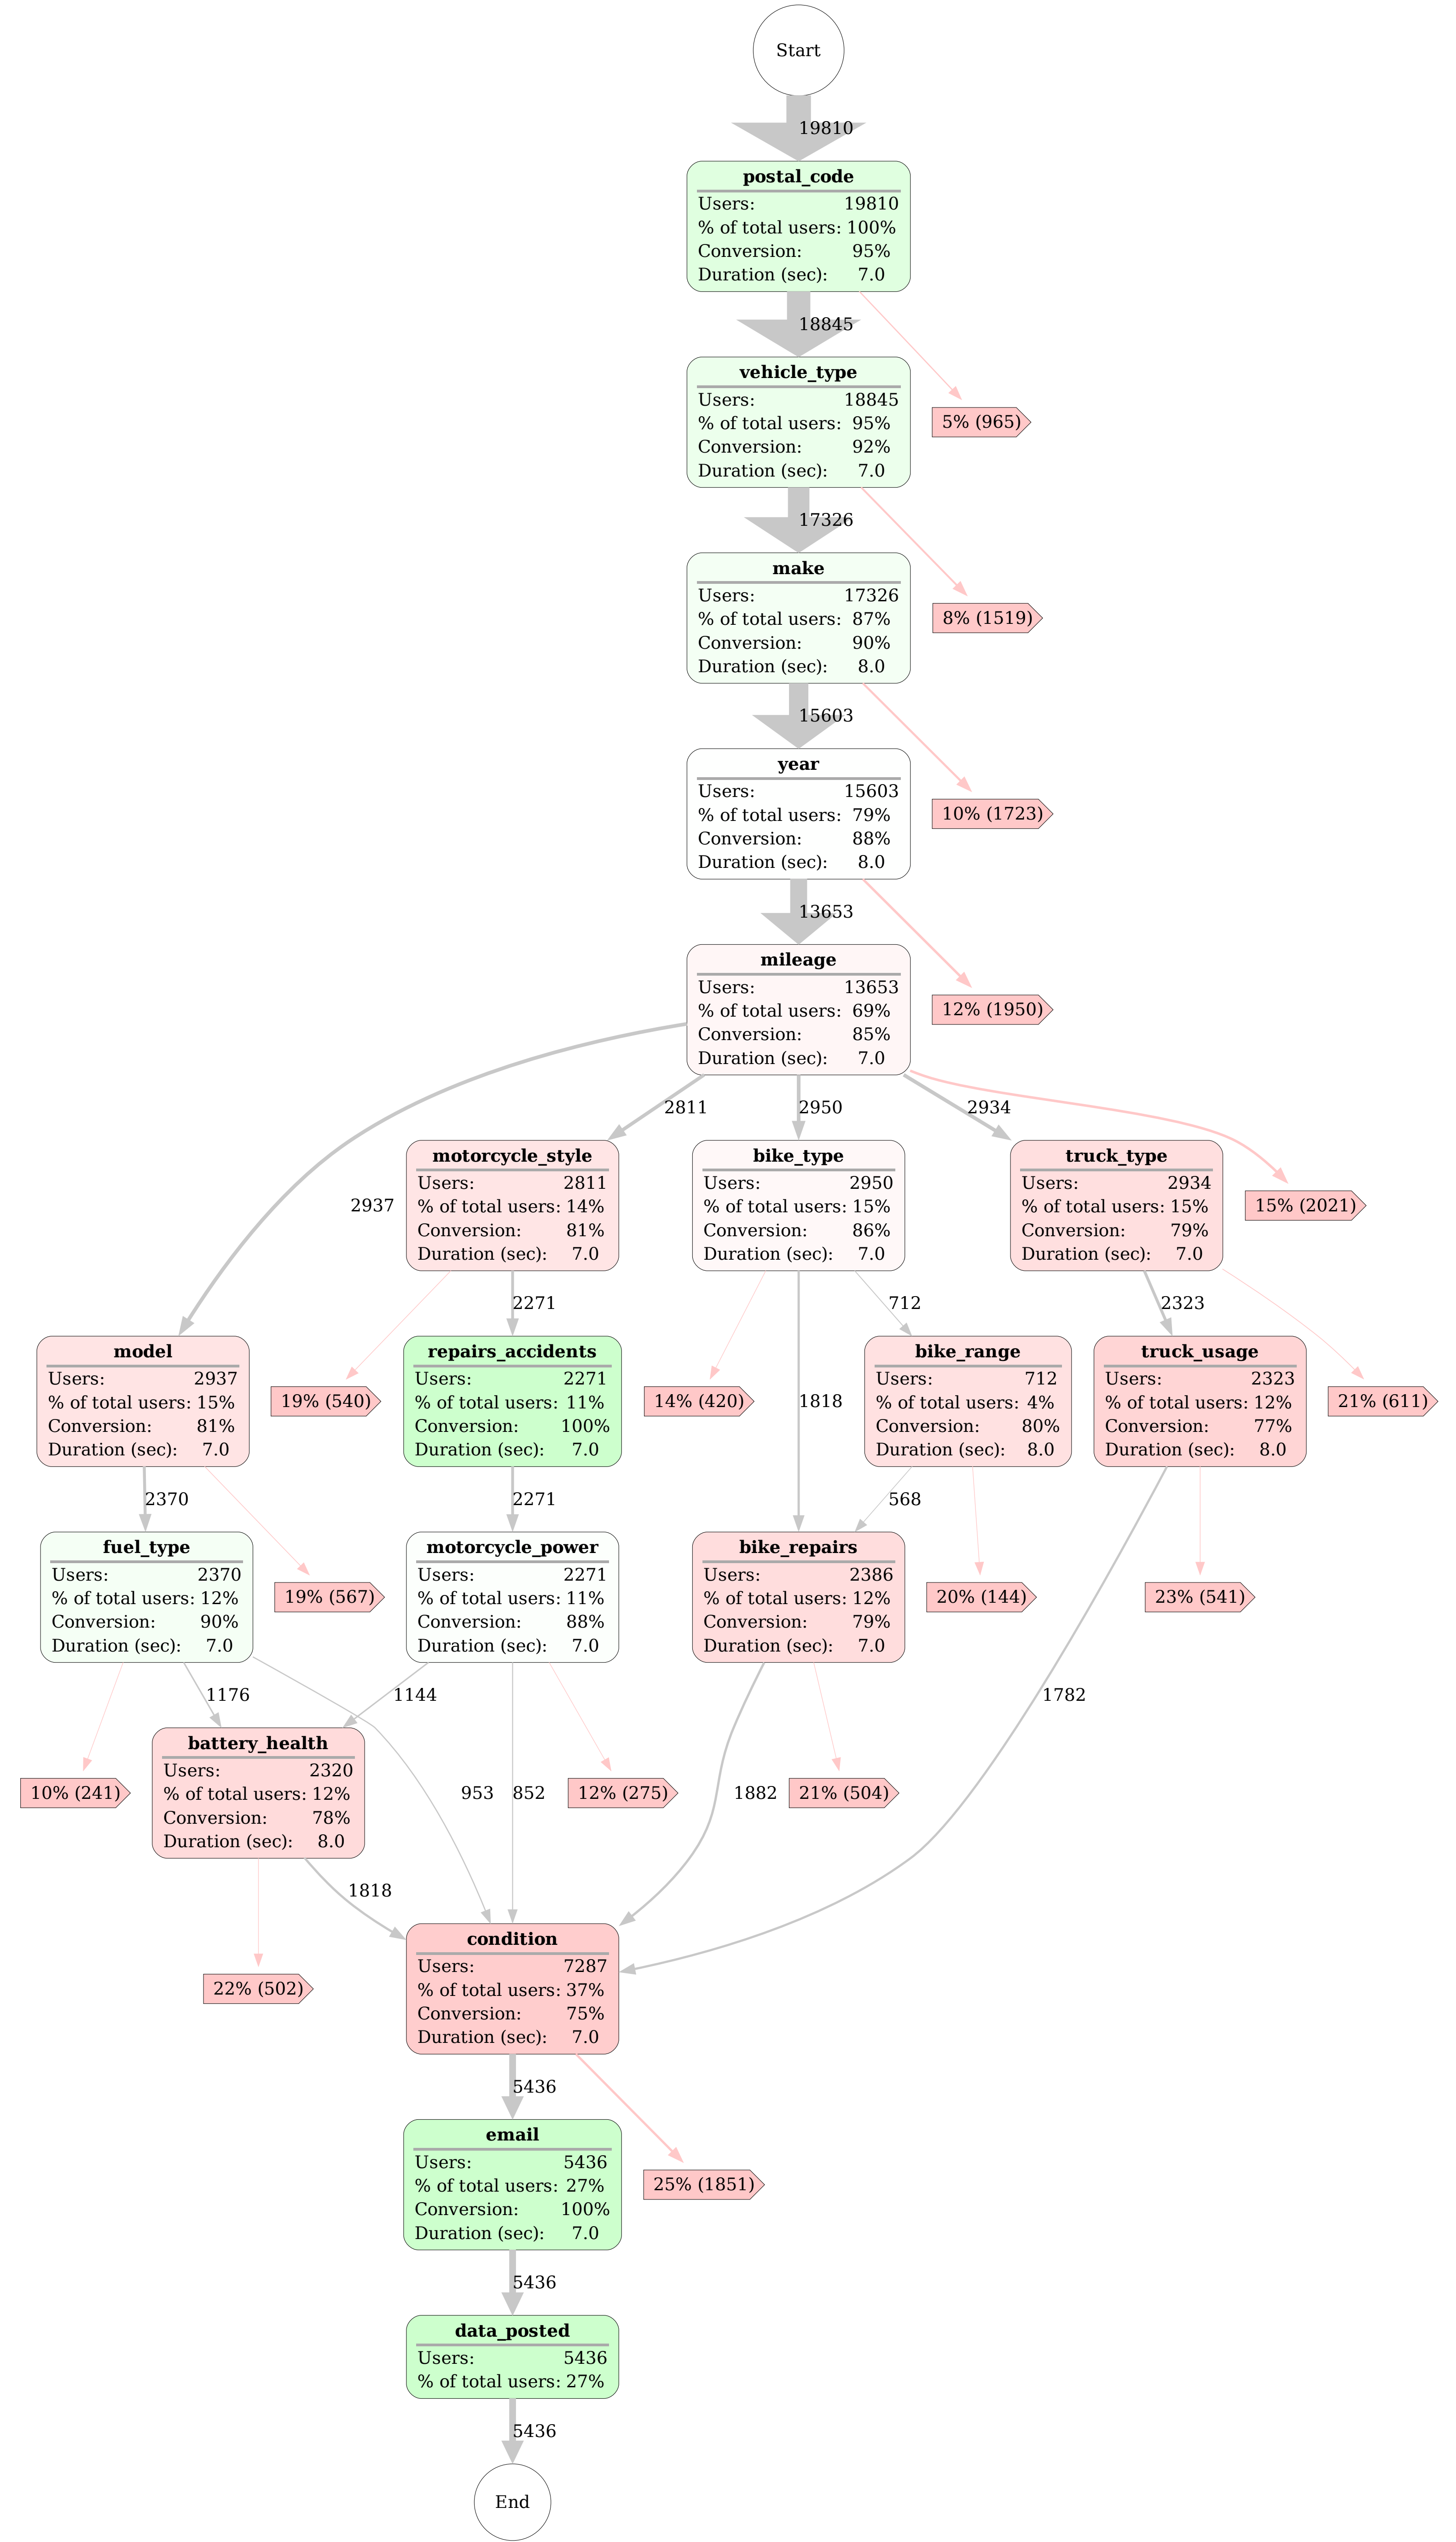 Start
19810
postal_code
Users: 19810
% of total users: 100%
Conversion: 95%
Duration (sec): 7.0
18845
vehicle_type
Users: 18845
% of total users: 95%
Conversion: 92%
Duration (sec): 7.0
5% (965)
17326
make
Users: 17326
% of total users: 87%
Conversion: 90%
Duration (sec): 8.0
8% (1519)
15603
year
Users: 15603
% of total users: 79%
Conversion: 88%
Duration (sec): 8.0
10% (1723)
13653
mileage
Users: 13653
% of total users: 69%
Conversion: 85%
Duration (sec): 7.0
12% (1950)
2811
2950
2934
2937
motorcycle_style
Users: 2811
% of total users: 14%
Conversion: 81%
Duration (sec): 7.0
bike_type
Users: 2950
% of total users: 15%
Conversion: 86%
Duration (sec): 7.0
truck_type
Users: 2934
% of total users: 15%
Conversion: 79%
Duration (sec): 7.0
15% (2021)
2271
712
2323
model
Users: 2937
% of total users: 15%
Conversion: 81%
Duration (sec): 7.0
19% (540)
repairs_accidents
Users: 2271
% of total users: 11%
Conversion: 100%
Duration (sec): 7.0
14% (420)
1818
bike_range
Users: 712
% of total users: 4%
Conversion: 80%
Duration (sec): 8.0
truck_usage
Users: 2323
% of total users: 12%
Conversion: 77%
Duration (sec): 8.0
21% (611)
2370
2271
568
fuel_type
Users: 2370
% of total users: 12%
Conversion: 90%
Duration (sec): 7.0
19% (567)
motorcycle_power
Users: 2271
% of total users: 11%
Conversion: 88%
Duration (sec): 7.0
bike_repairs
Users: 2386
% of total users: 12%
Conversion: 79%
Duration (sec): 7.0
20% (144)
23% (541)
1176
1144
1782
10% (241)
battery_health
Users: 2320
% of total users: 12%
Conversion: 78%
Duration (sec): 8.0
953
852
12% (275)
1882
21% (504)
1818
22% (502)
condition
Users: 7287
% of total users: 37%
Conversion: 75%
Duration (sec): 7.0
5436
email
Users: 5436
% of total users: 27%
Conversion: 100%
Duration (sec): 7.0
25% (1851)
5436
data_posted
Users: 5436
% of total users: 27%
5436
End